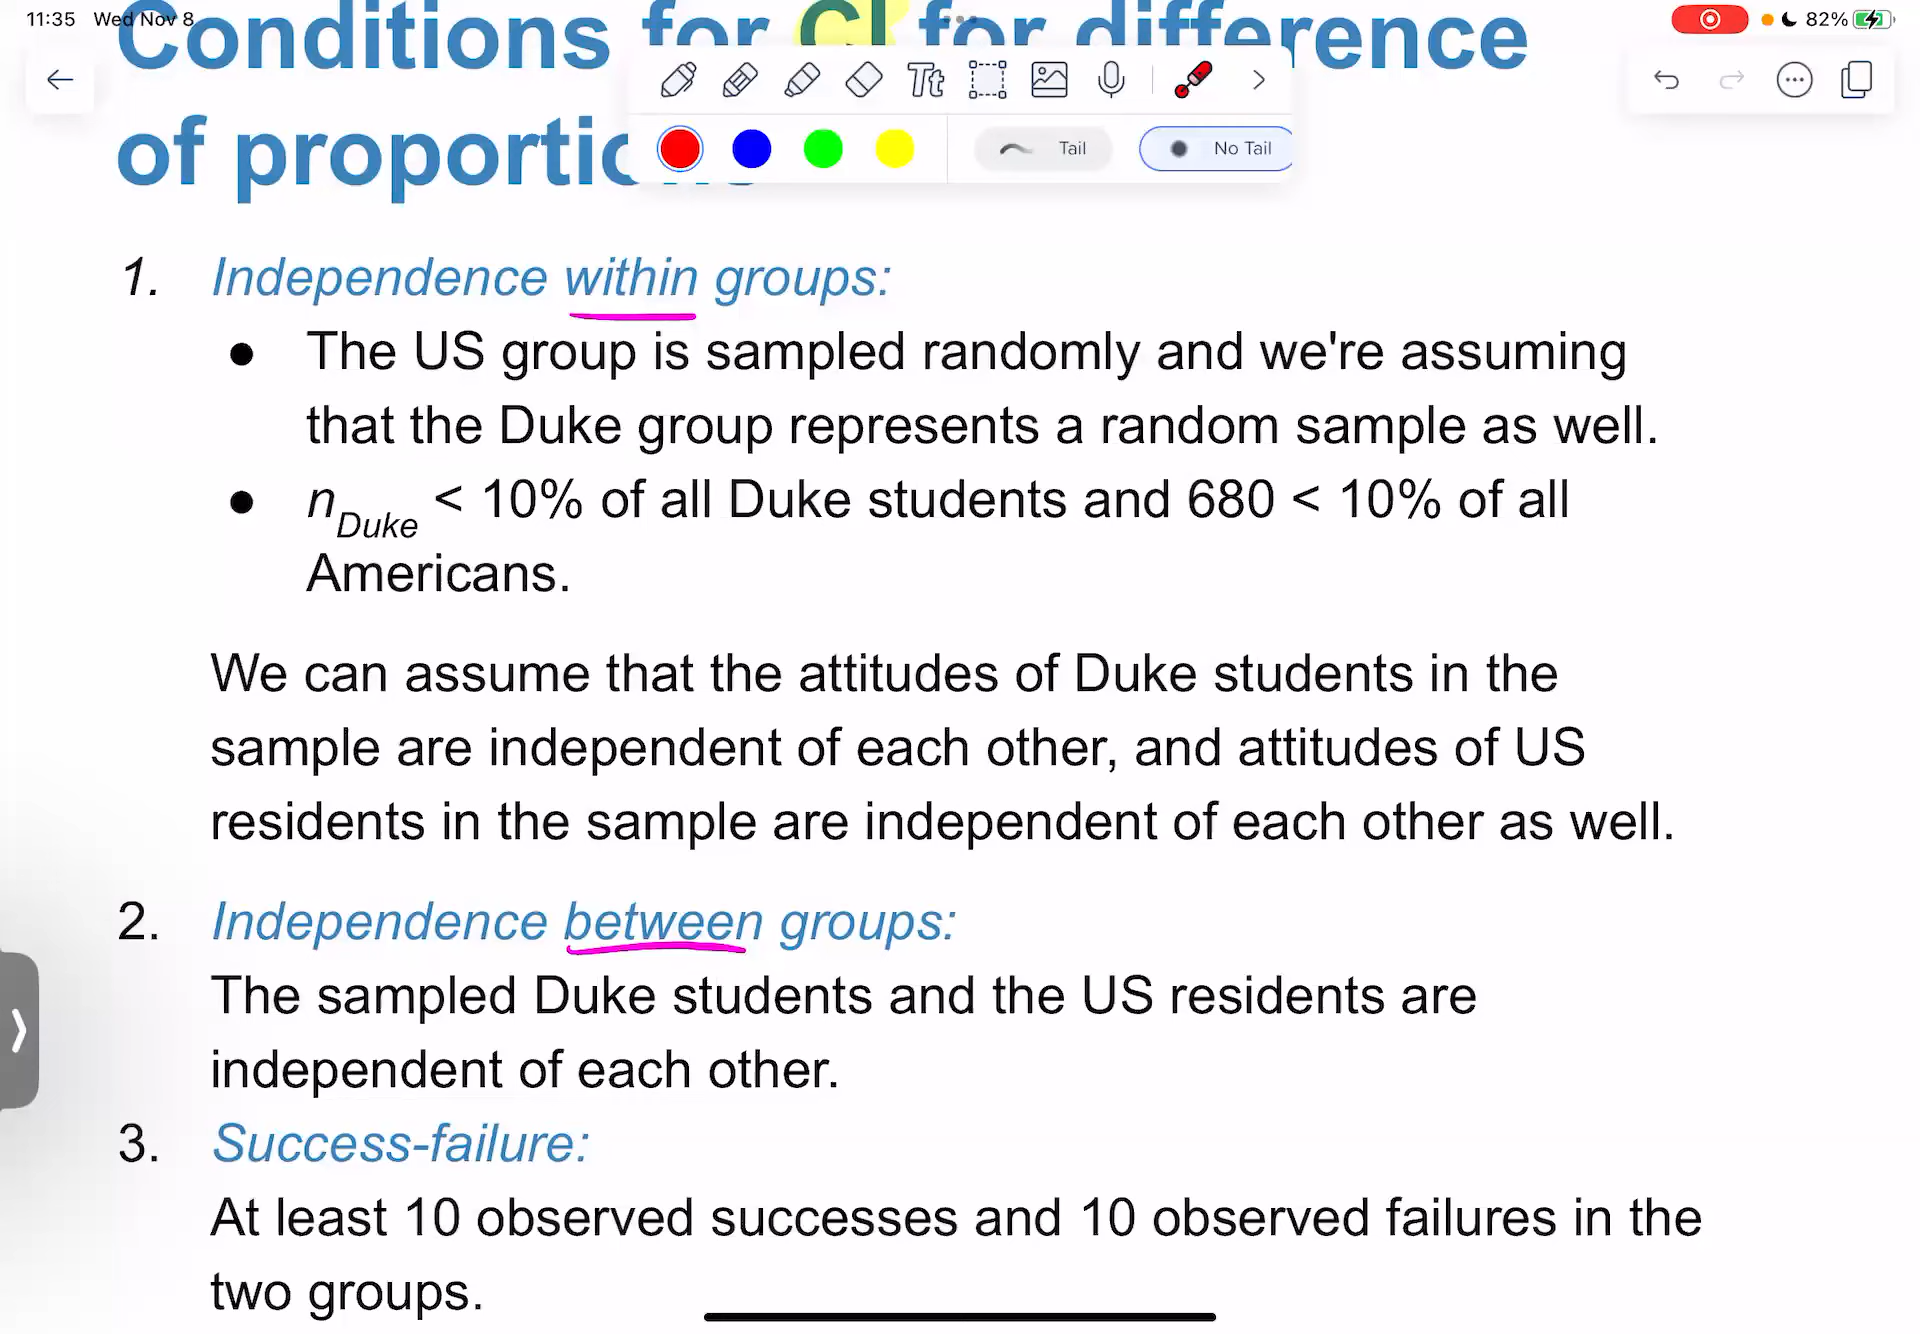 11:35 Wed Nov 8
82%
Conditions for CI for difference
of proportions
Tt
Tail
No Tail
1. Independence within groups:
● The US group is sampled randomly and we're assuming
that the Duke group represents a random sample as well.
● nDuke < 10% of all Duke students and 680 < 10% of all
Americans.
We can assume that the attitudes of Duke students in the
sample are independent of each other, and attitudes of US
residents in the sample are independent of each other as well.
2. Independence between groups:
The sampled Duke students and the US residents are
independent of each other.
3. Success-failure:
At least 10 observed successes and 10 observed failures in the
two groups.